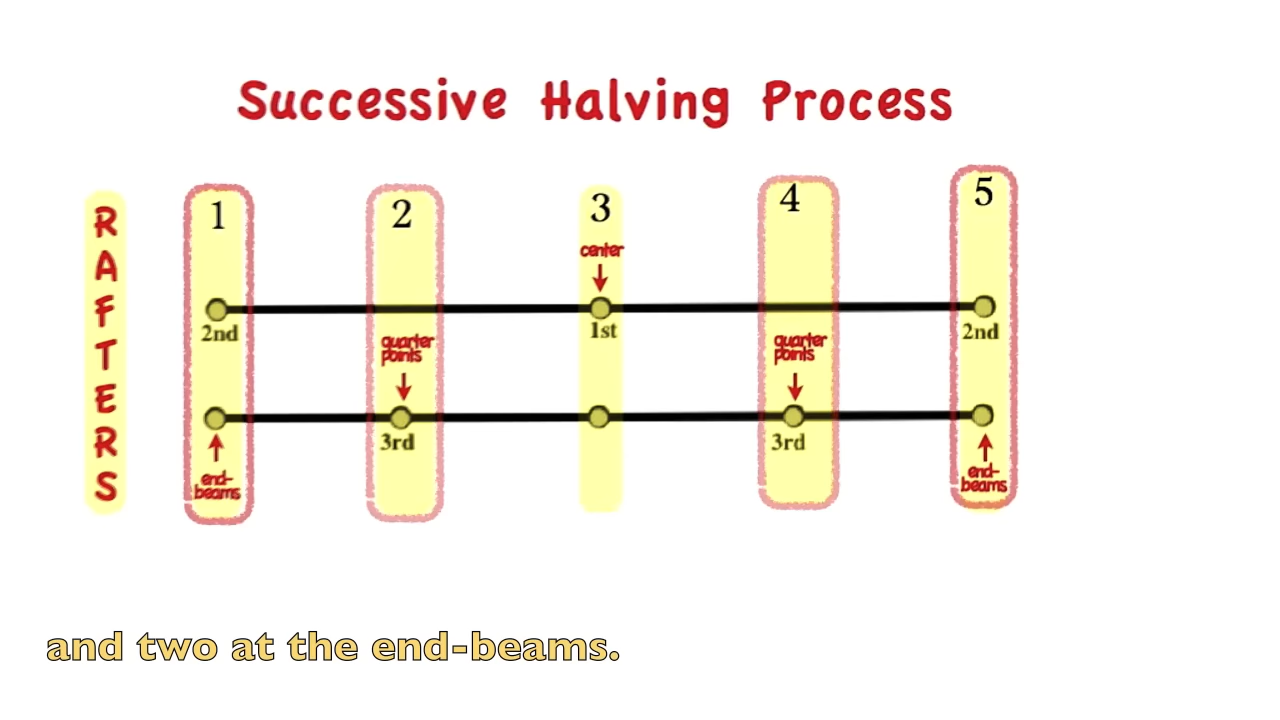 Successive Halving Process
RAFTERS
1
2
3
4
5
center
2nd
1st
2nd
quarter
points
quarter
points
3rd
3rd
end-
beams
end-
beams
and two at the end-beams.